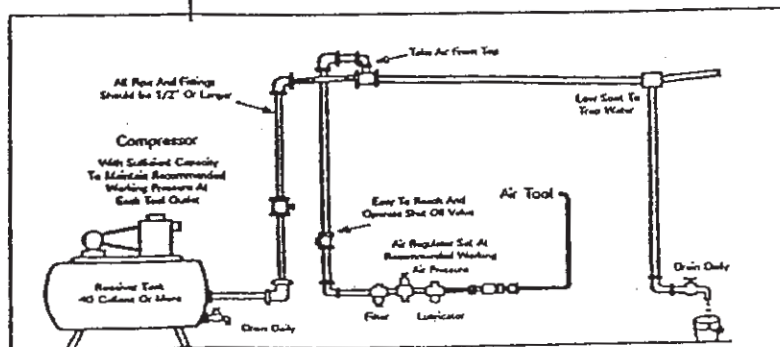 Take Air From Top
All Pipe And Fittings
Should be 1/2" Or Larger
Low Spot To
Trap Water
Compressor
With Sufficient Capacity
To Maintain Recommended
Working Pressure At
Each Tool Outlet
Easy To Reach And
Operate Shut Off Valve
Air Tool
Air Regulator Set At
Recommended Working
Air Pressure
Receiver Tank
40 Gallons Or More
Drain Daily
Filter
Lubricator
Drain Daily